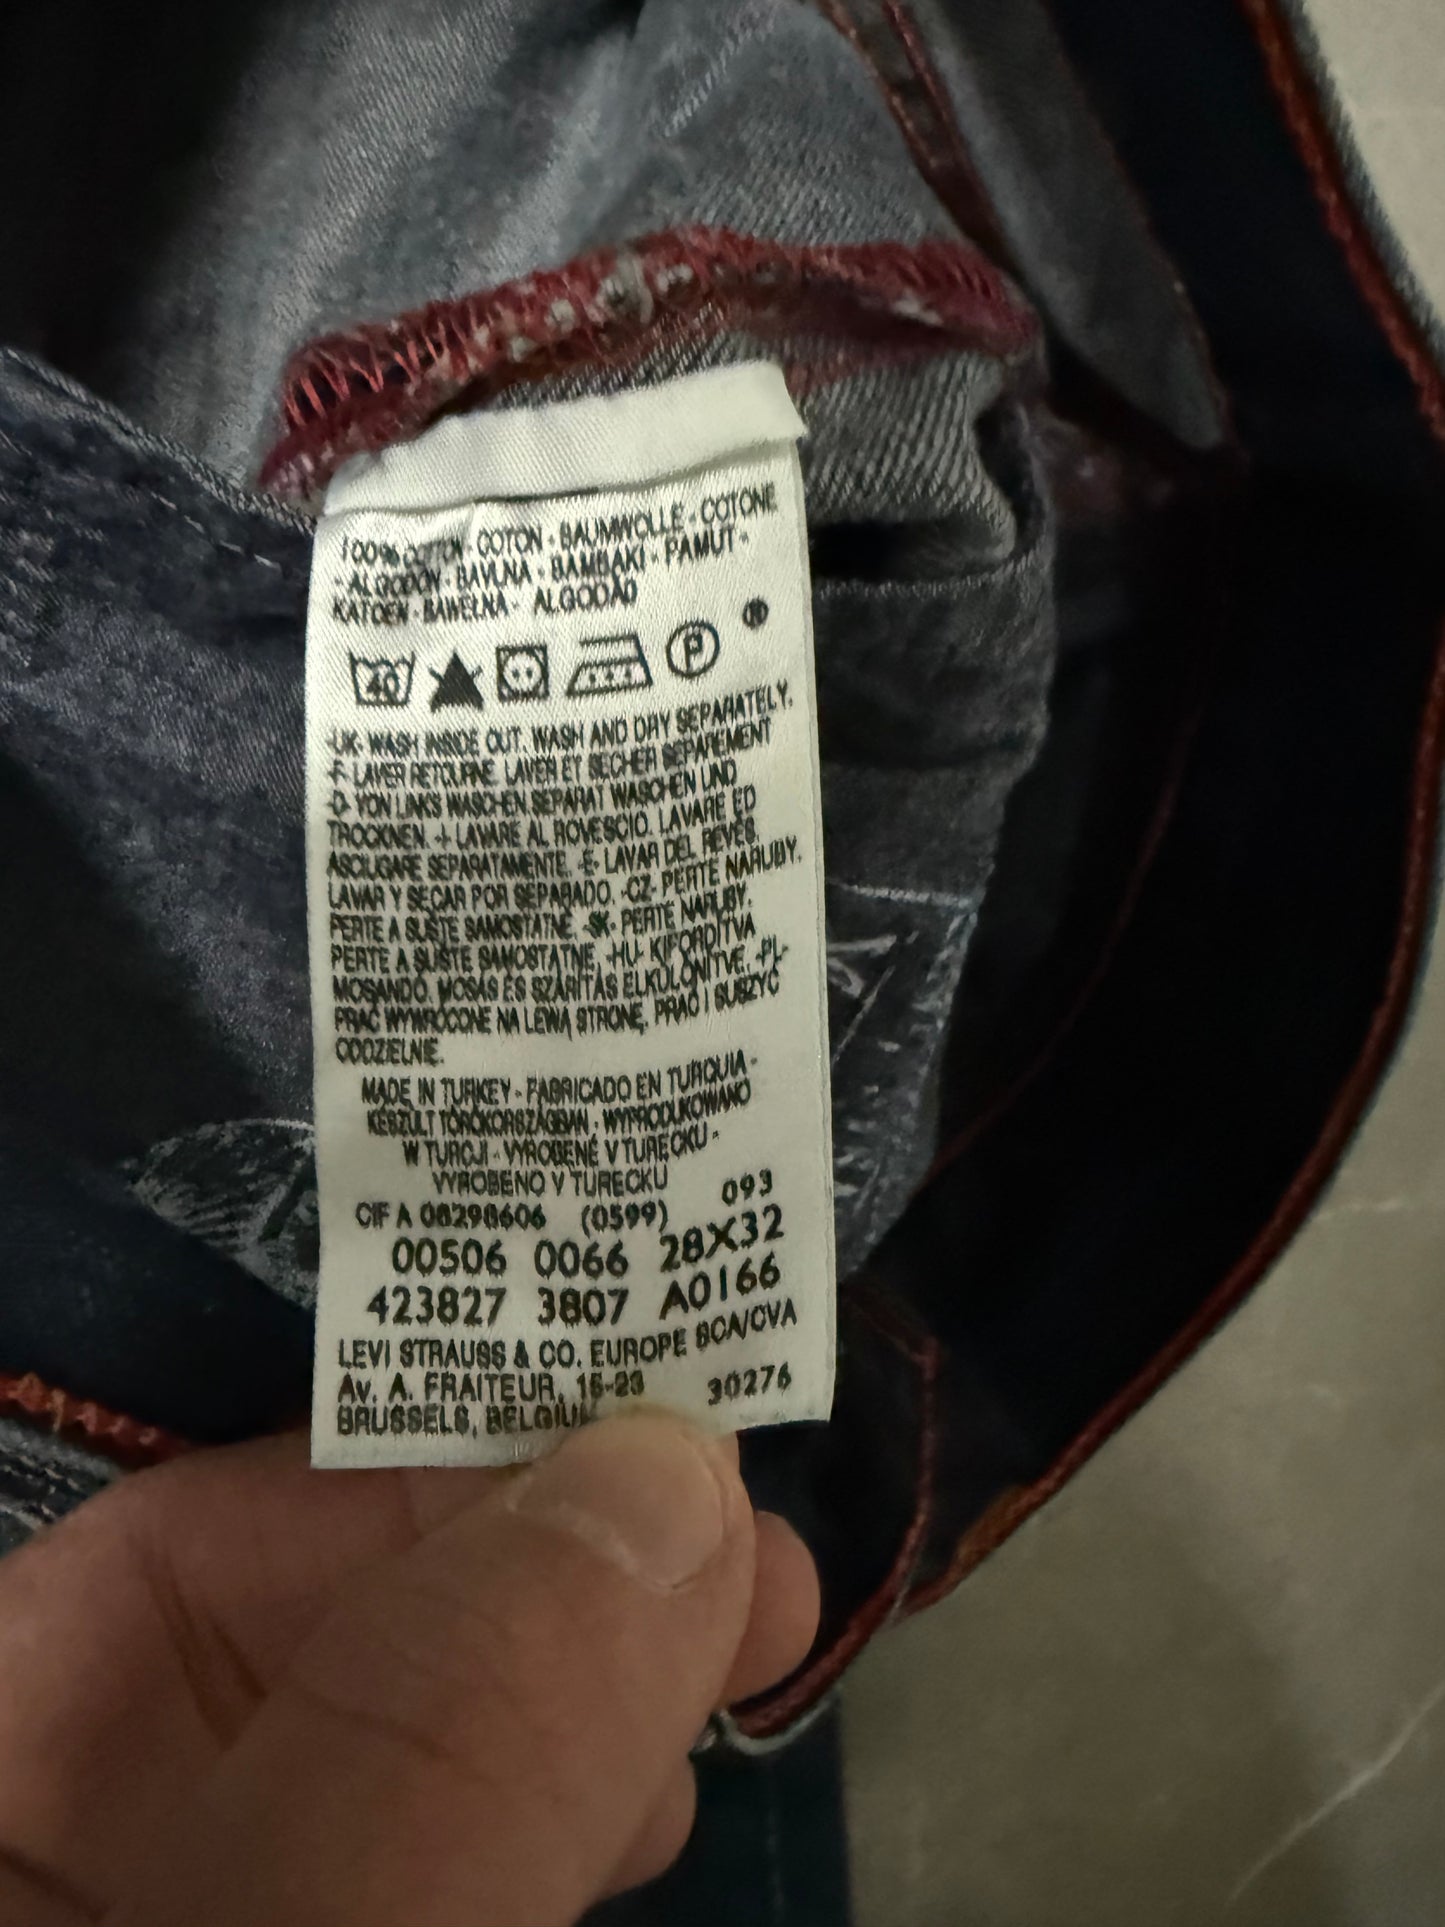 100% COTTON - COTON - BAUMWOLLE - COTONE
- ALGODON - BAVLNA - BAMBAKI - PAMUT -
KATOEN - BAWEŁNA - ALGODÃO
40 P ®
-UK- WASH INSIDE OUT. WASH AND DRY SEPARATELY.
-F- LAVER RETOURNE. LAVER ET SECHER SEPAREMENT
-D- VON LINKS WASCHEN SEPARAT WASCHEN UND
TROCKNEN. -I- LAVARE AL ROVESCIO. LAVARE ED
ASCIUGARE SEPARATAMENTE. -E- LAVAR DEL REVÉS.
LAVAR Y SECAR POR SEPARADO. -CZ- PERTE NARUBY.
PERTE A SUŠTE SAMOSTATNE. -SK- PERTE NARUBY.
PERTE A SUŠTE SAMOSTATNE. -HU- KIFORDÍTVA
MOSANDÓ. MOSÁS ÉS SZÁRÍTÁS ELKÜLÖNÍTVE. -PL-
PRAĆ WYWRÓCONE NA LEWĄ STRONĘ. PRAĆ I SUSZYĆ
ODDZIELNIE.
MADE IN TURKEY - FABRICADO EN TURQUIA -
KÉSZÜLT TÖRÖKORSZÁGBAN - WYPRODUKOWANO
W TURCJI - VYROBENÉ V TURECKU -
VYROBENO V TURECKU 093
CIF A 08298606 (0599)
00506 0066 28X32
423827 3807 A0166
LEVI STRAUSS & CO. EUROPE BCA/CVA
Av. A. FRAITEUR, 15-23 30276
BRUSSELS, BELGIUM